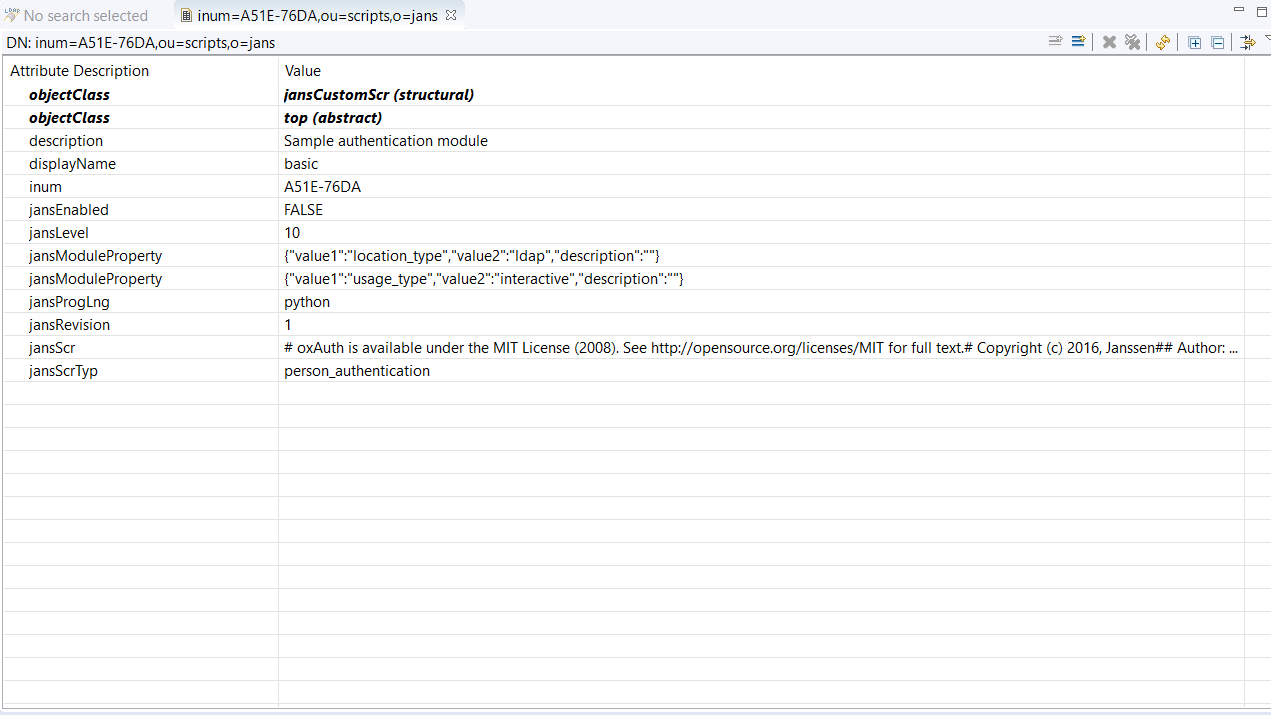 LDAP No search selected inum=A51E-76DA,ou=scripts,o=jans
DN: inum=A51E-76DA,ou=scripts,o=jans
Attribute Description Value
objectClass jansCustomScr (structural)
objectClass top (abstract)
description Sample authentication module
displayName basic
inum A51E-76DA
jansEnabled FALSE
jansLevel 10
jansModuleProperty {"value1":"location_type","value2":"ldap","description":""}
jansModuleProperty {"value1":"usage_type","value2":"interactive","description":""}
jansProgLng python
jansRevision 1
jansScr # oxAuth is available under the MIT License (2008). See http://opensource.org/licenses/MIT for full text.# Copyright (c) 2016, Janssen## Author: ...
jansScrTyp person_authentication